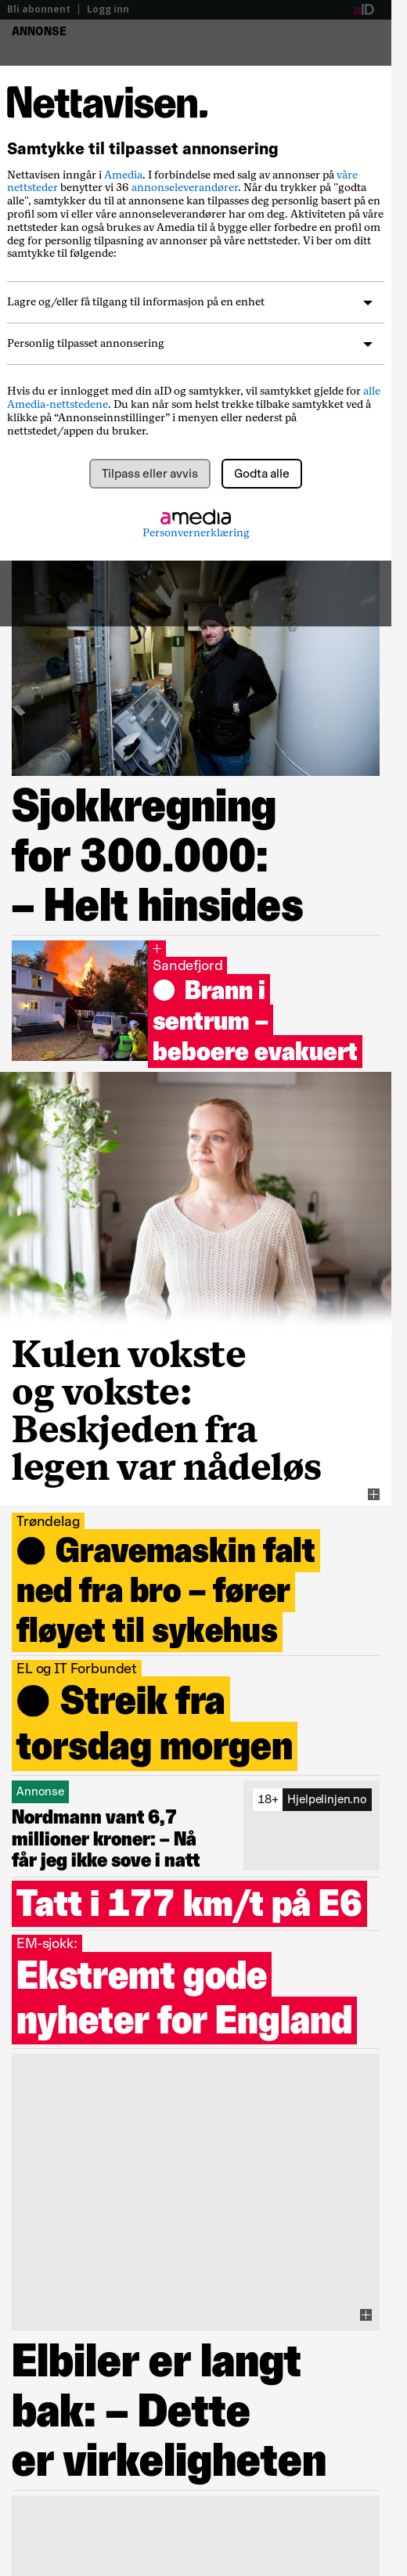 Bli abonnent | Logg inn aID
ANNONSE
Nettavisen.
Samtykke til tilpasset annonsering
Nettavisen inngår i Amedia. I forbindelse med salg av annonser på våre
nettsteder benytter vi 36 annonseleverandører. Når du trykker på "godta
alle", samtykker du til at annonsene kan tilpasses deg personlig basert på en
profil som vi eller våre annonseleverandører har om deg. Aktiviteten på våre
nettsteder kan også brukes av Amedia til å bygge eller forbedre en profil om
deg for personlig tilpasning av annonser på våre nettsteder. Vi ber om ditt
samtykke til følgende:
Lagre og/eller få tilgang til informasjon på en enhet
Personlig tilpasset annonsering
Hvis du er innlogget med din aID og samtykker, vil samtykket gjelde for alle
Amedia-nettstedene. Du kan når som helst trekke tilbake samtykket ved å
klikke på “Annonseinnstillinger” i menyen eller nederst på
nettstedet/appen du bruker.
Tilpass eller avvis Godta alle
amedia
Personvernerklæring
Sjokkregning
for 300.000:
– Helt hinsides
Sandefjord
Brann i
sentrum –
beboere evakuert
Kulen vokste
og vokste:
Beskjeden fra
legen var nådeløs
Trøndelag
Gravemaskin falt
ned fra bro – fører
fløyet til sykehus
EL og IT Forbundet
Streik fra
torsdag morgen
Annonse
Nordmann vant 6,7
millioner kroner: – Nå
får jeg ikke sove i natt
18+ Hjelpelinjen.no
Tatt i 177 km/t på E6
EM-sjokk:
Ekstremt gode
nyheter for England
Elbiler er langt
bak: – Dette
er virkeligheten